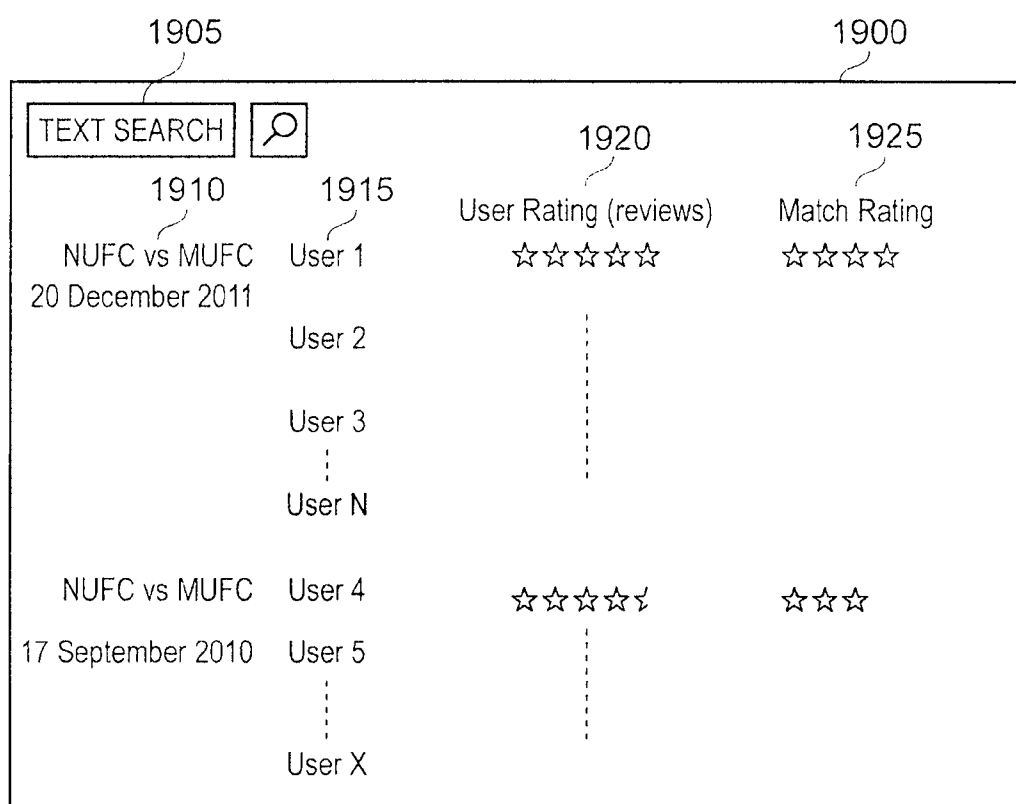 1905
1900
TEXT SEARCH
1920
1925
1910
1915
User Rating (reviews)
Match Rating
NUFC vs MUFC User 1
20 December 2011
User 2
User 3
User N
NUFC vs MUFC User 4
17 September 2010 User 5
User X